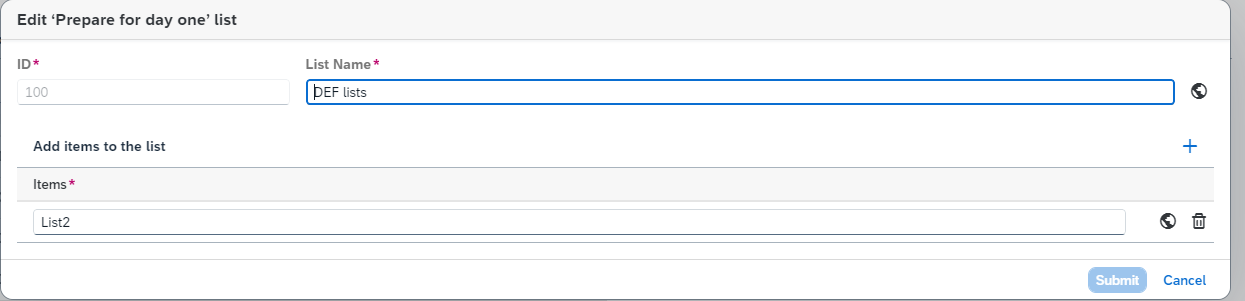 Edit ‘Prepare for day one’ list
ID*
List Name*
100
DEF lists
Add items to the list
Items*
List2
Submit
Cancel